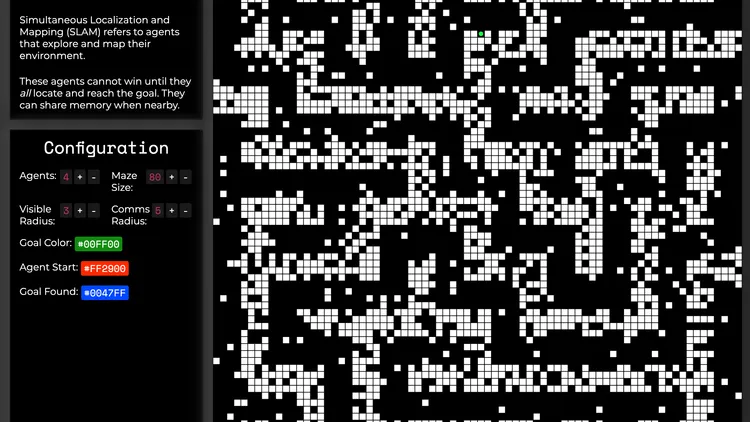 Simultaneous Localization and
Mapping (SLAM) refers to agents
that explore and map their
environment.
These agents cannot win until they
all locate and reach the goal. They
can share memory when nearby.
Configuration
Agents: 4 + - Maze
Size: 80 + -
Visible
Radius: 3 + - Comms
Radius: 5 + -
Goal Color: #00FF00
Agent Start: #FF2900
Goal Found: #0047FF